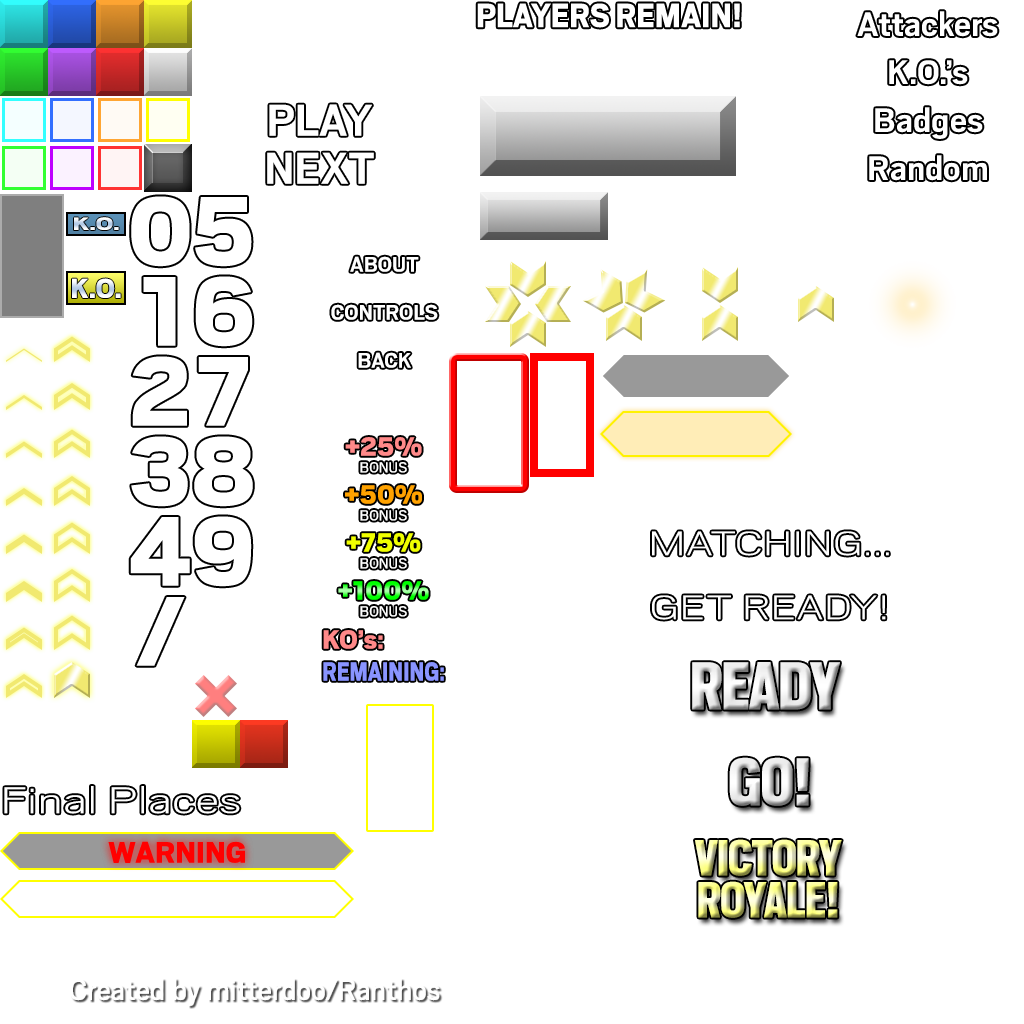 PLAYERS REMAIN!
Attackers
K.O.'s
Badges
Random
PLAY
NEXT
K.O.
K.O.
05
16
27
38
49
/
ABOUT
CONTROLS
BACK
+25%
BONUS
+50%
BONUS
+75%
BONUS
+100%
BONUS
KO's:
REMAINING:
MATCHING...
GET READY!
READY
GO!
VICTORY
ROYALE!
Final Places
WARNING
Created by mitterdoo/Ranthos